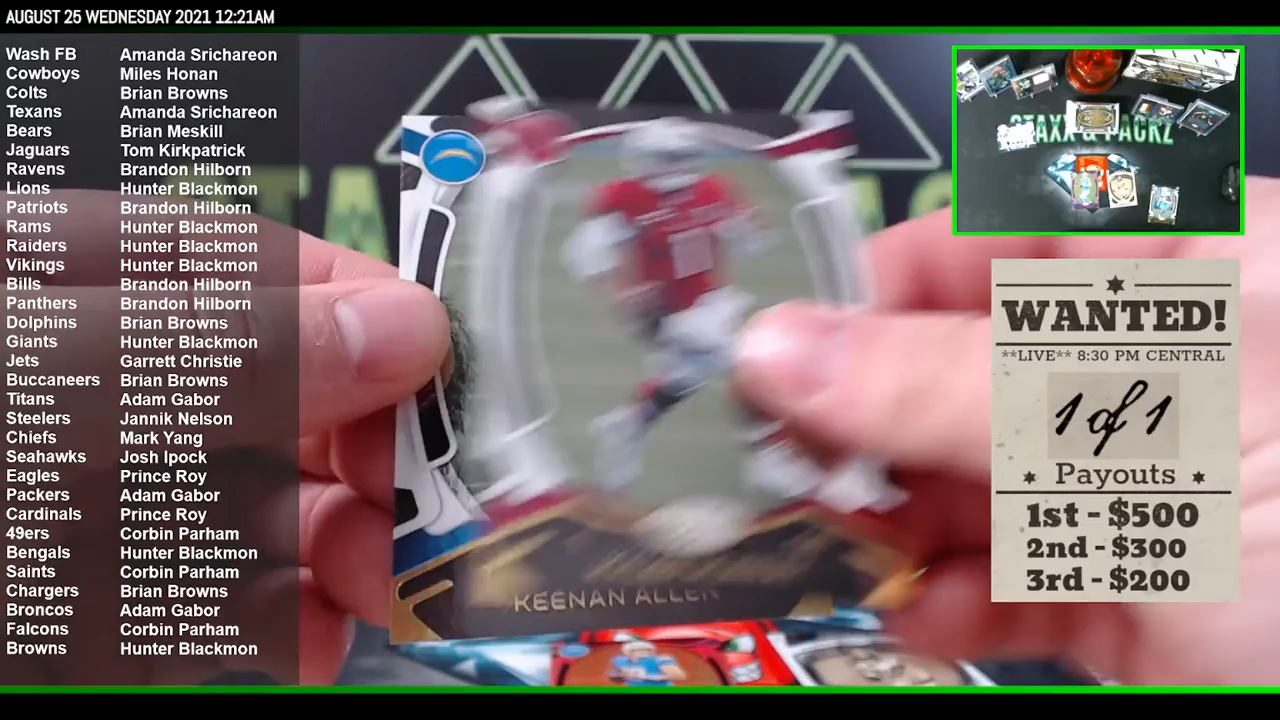 AUGUST 25 WEDNESDAY 2021 12:21AM
Wash FB Amanda Srichareon
Cowboys Miles Honan
Colts Brian Browns
Texans Amanda Srichareon
Bears Brian Meskill
Jaguars Tom Kirkpatrick
Ravens Brandon Hilborn
Lions Hunter Blackmon
Patriots Brandon Hilborn
Rams Hunter Blackmon
Raiders Hunter Blackmon
Vikings Hunter Blackmon
Bills Brandon Hilborn
Panthers Brandon Hilborn
Dolphins Brian Browns
Giants Hunter Blackmon
Jets Garrett Christie
Buccaneers Brian Browns
Titans Adam Gabor
Steelers Jannik Nelson
Chiefs Mark Yang
Seahawks Josh Ipock
Eagles Prince Roy
Packers Adam Gabor
Cardinals Prince Roy
49ers Corbin Parham
Bengals Hunter Blackmon
Saints Corbin Parham
Chargers Brian Browns
Broncos Adam Gabor
Falcons Corbin Parham
Browns Hunter Blackmon
KEENAN ALLEN
STAXX & PACKZ
WANTED!
**LIVE** 8:30 PM CENTRAL
1 of 1
Payouts
1st - $500
2nd - $300
3rd - $200